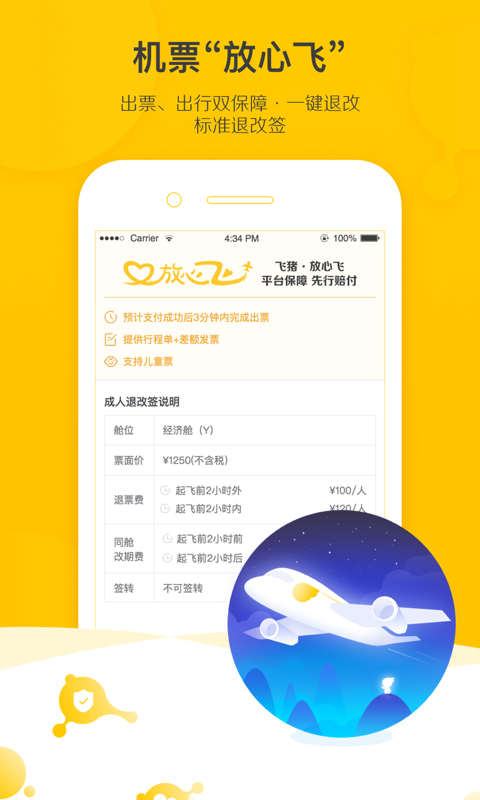 机票“放心飞”
出票、出行双保障·一键退改
标准退改签
Carrier 4:34 PM 100%
放心飞
飞猪·放心飞
平台保障 先行赔付
预计支付成功后3分钟内完成出票
提供行程单+差额发票
支持儿童票
成人退改签说明
舱位 经济舱（Y）
票面价 ¥1250(不含税)
退票费 起飞前2小时外 ¥100/人
起飞前2小时内 ¥120/人
同舱改期费 起飞前2小时前
起飞前2小时后
签转 不可签转